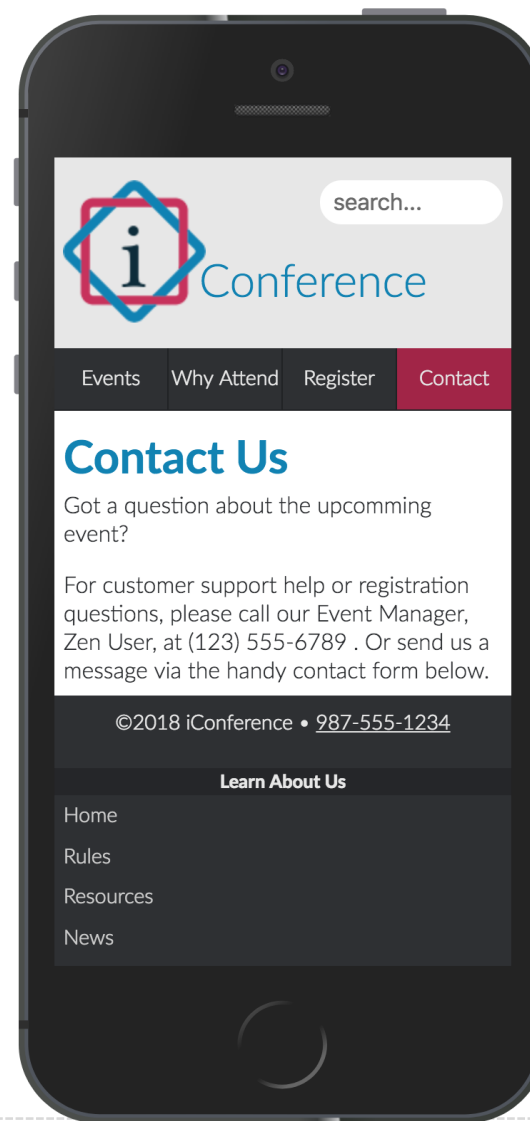 search...
i
Conference
Events Why Attend Register Contact
Contact Us
Got a question about the upcomming
event?
For customer support help or registration
questions, please call our Event Manager,
Zen User, at (123) 555-6789 . Or send us a
message via the handy contact form below.
©2018 iConference • 987-555-1234
Learn About Us
Home
Rules
Resources
News